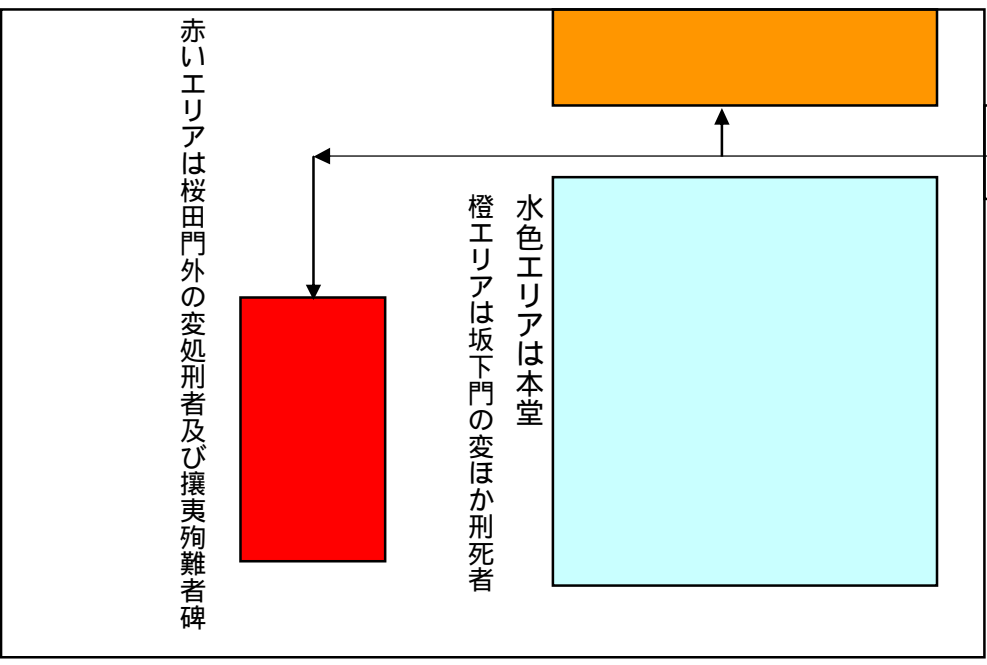 水色エリアは本堂
橙エリアは坂下門の変ほか刑死者
赤いエリアは桜田門外の変処刑者及び攘夷殉難者碑